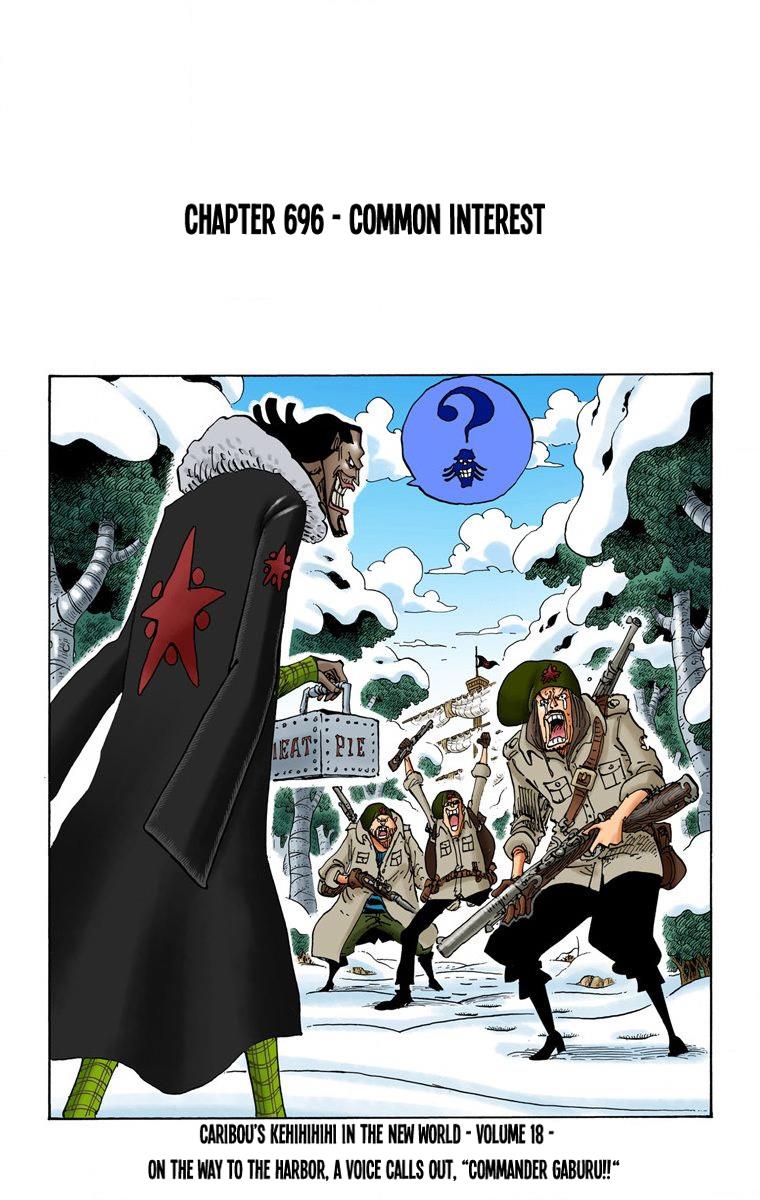 CHAPTER 696 - COMMON INTEREST
?
MEAT PIE
CARIBOU'S KEHIHIHIHI IN THE NEW WORLD - VOLUME 18 -
ON THE WAY TO THE HARBOR, A VOICE CALLS OUT, "COMMANDER GABURU!!"